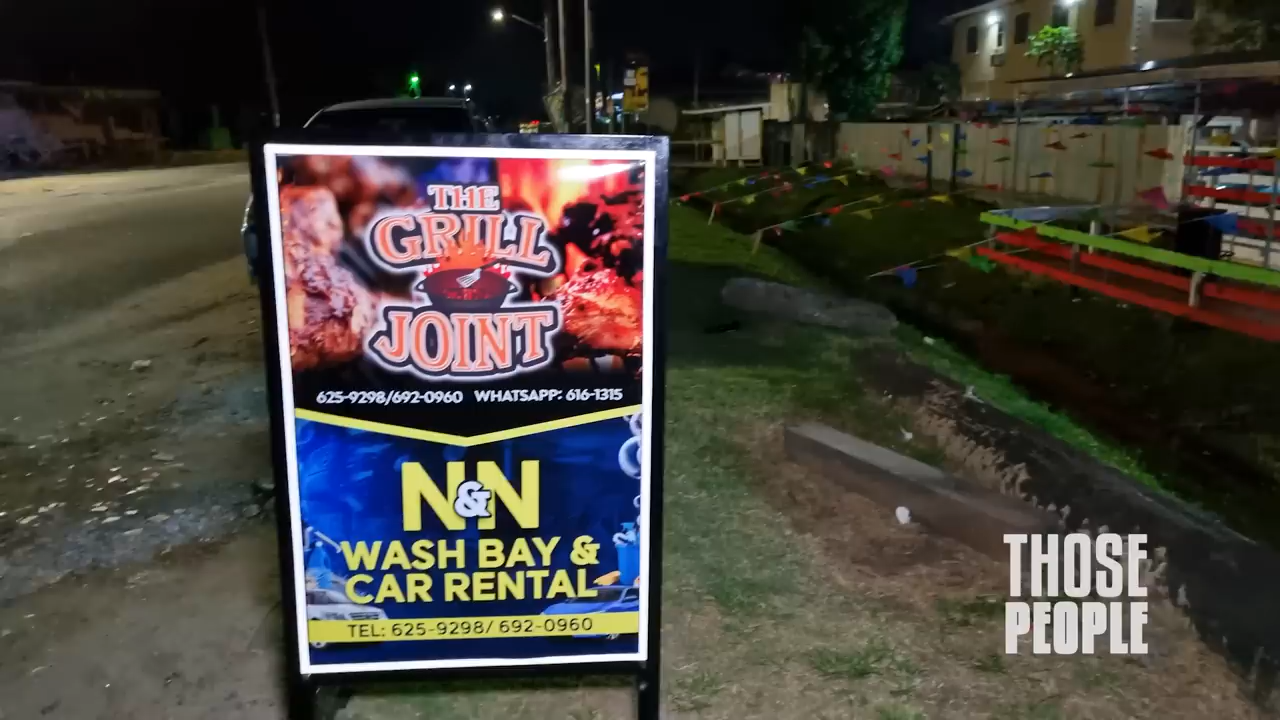 THE
GRILL
JOINT
625-9298/692-0960 WHATSAPP: 616-1315
N&N
WASH BAY &
CAR RENTAL
TEL: 625-9298/ 692-0960
THOSE
PEOPLE